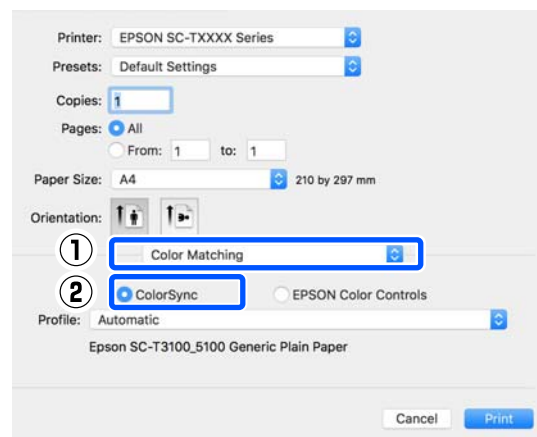 Printer: EPSON SC-TXXXX Series
Presets: Default Settings
Copies: 1
Pages: All
From: 1 to: 1
Paper Size: A4 210 by 297 mm
Orientation:
① Color Matching
② ColorSync EPSON Color Controls
Profile: Automatic
Epson SC-T3100_5100 Generic Plain Paper
Cancel Print